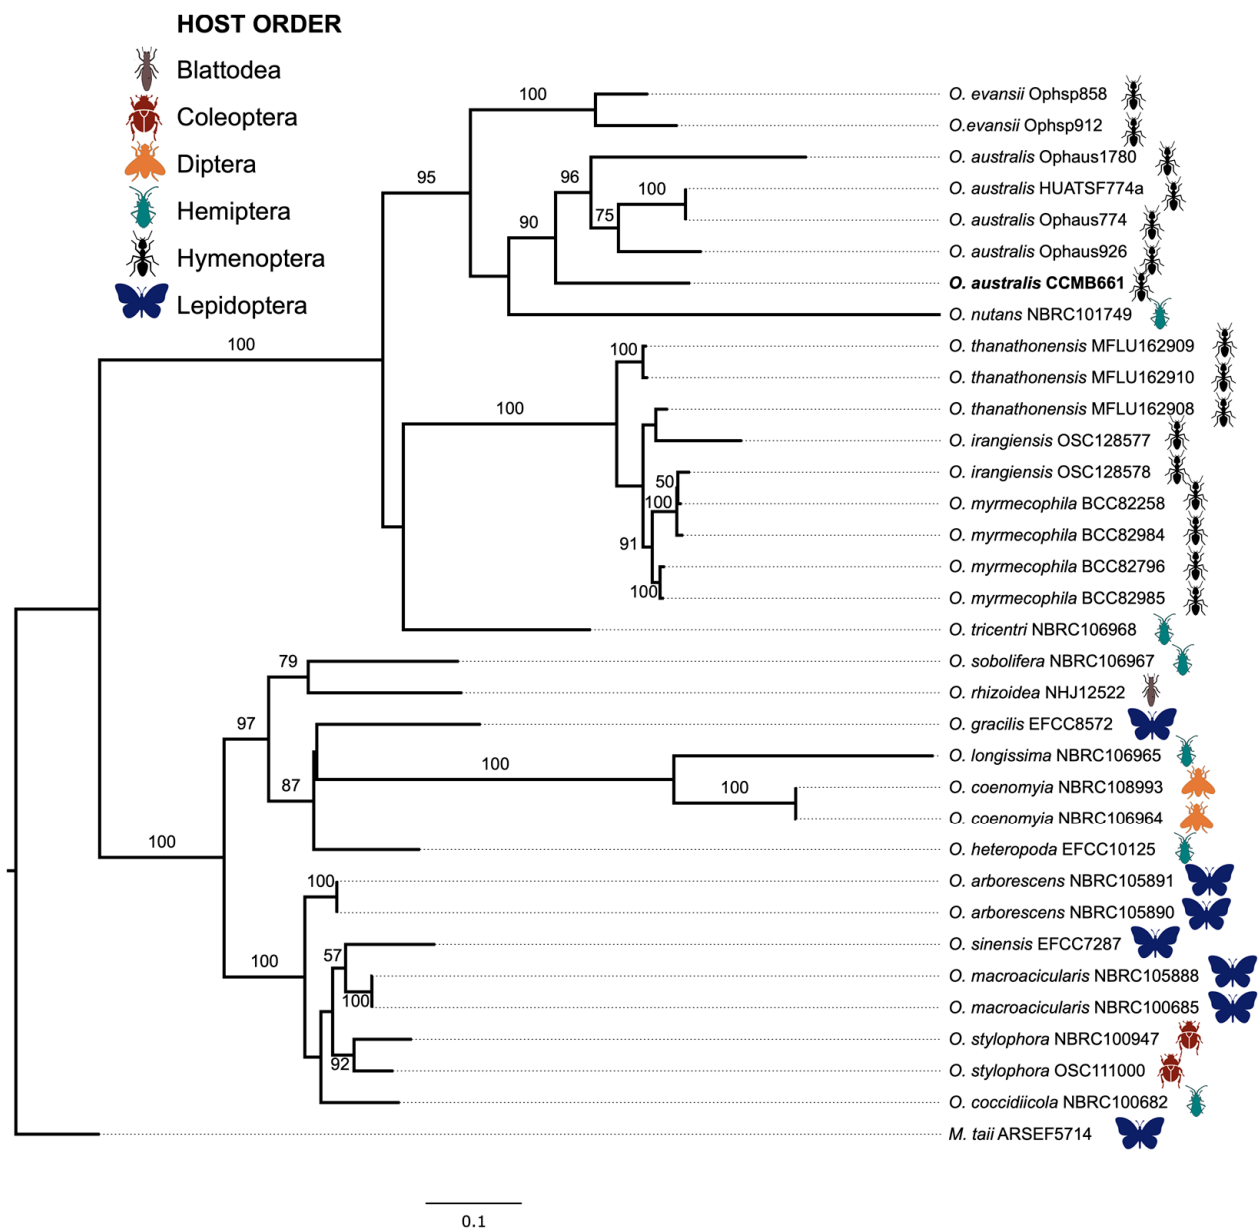 HOST ORDER
Blattodea
Coleoptera
Diptera
Hemiptera
Hymenoptera
Lepidoptera
100
O. evansii Ophsp858
O.evansii Ophsp912
O. australis Ophaus1780
95
96
100
O. australis HUATSF774a
75
O. australis Ophaus774
90
O. australis Ophaus926
O. australis CCMB661
O. nutans NBRC101749
100
100
O. thanathonensis MFLU162909
O. thanathonensis MFLU162910
100
O. thanathonensis MFLU162908
O. irangiensis OSC128577
O. irangiensis OSC128578
50
100
O. myrmecophila BCC82258
91
O. myrmecophila BCC82984
O. myrmecophila BCC82796
100
O. myrmecophila BCC82985
O. tricentri NBRC106968
79
O. sobolifera NBRC106967
O. rhizoidea NHJ12522
97
O. gracilis EFCC8572
100
O. longissima NBRC106965
87
100
O. coenomyia NBRC108993
O. coenomyia NBRC106964
100
O. heteropoda EFCC10125
100
O. arborescens NBRC105891
O. arborescens NBRC105890
57
O. sinensis EFCC7287
100
O. macroacicularis NBRC105888
100
O. macroacicularis NBRC100685
O. stylophora NBRC100947
92
O. stylophora OSC111000
O. coccidiicola NBRC100682
M. taii ARSEF5714
0.1